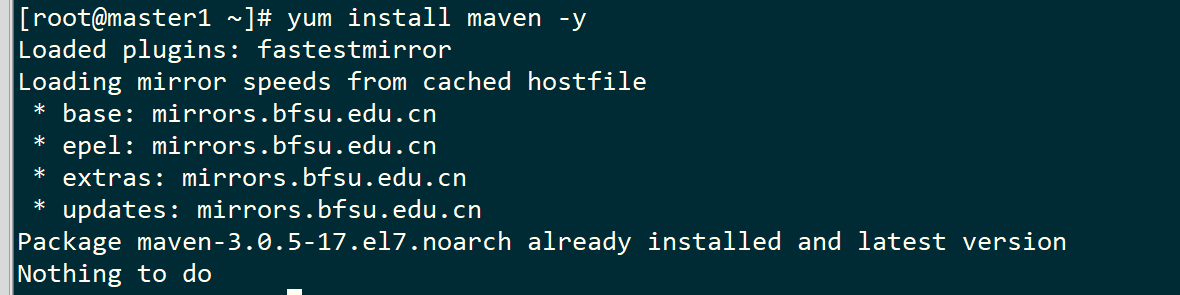 [root@master1 ~]# yum install maven -y
Loaded plugins: fastestmirror
Loading mirror speeds from cached hostfile
 * base: mirrors.bfsu.edu.cn
 * epel: mirrors.bfsu.edu.cn
 * extras: mirrors.bfsu.edu.cn
 * updates: mirrors.bfsu.edu.cn
Package maven-3.0.5-17.el7.noarch already installed and latest version
Nothing to do